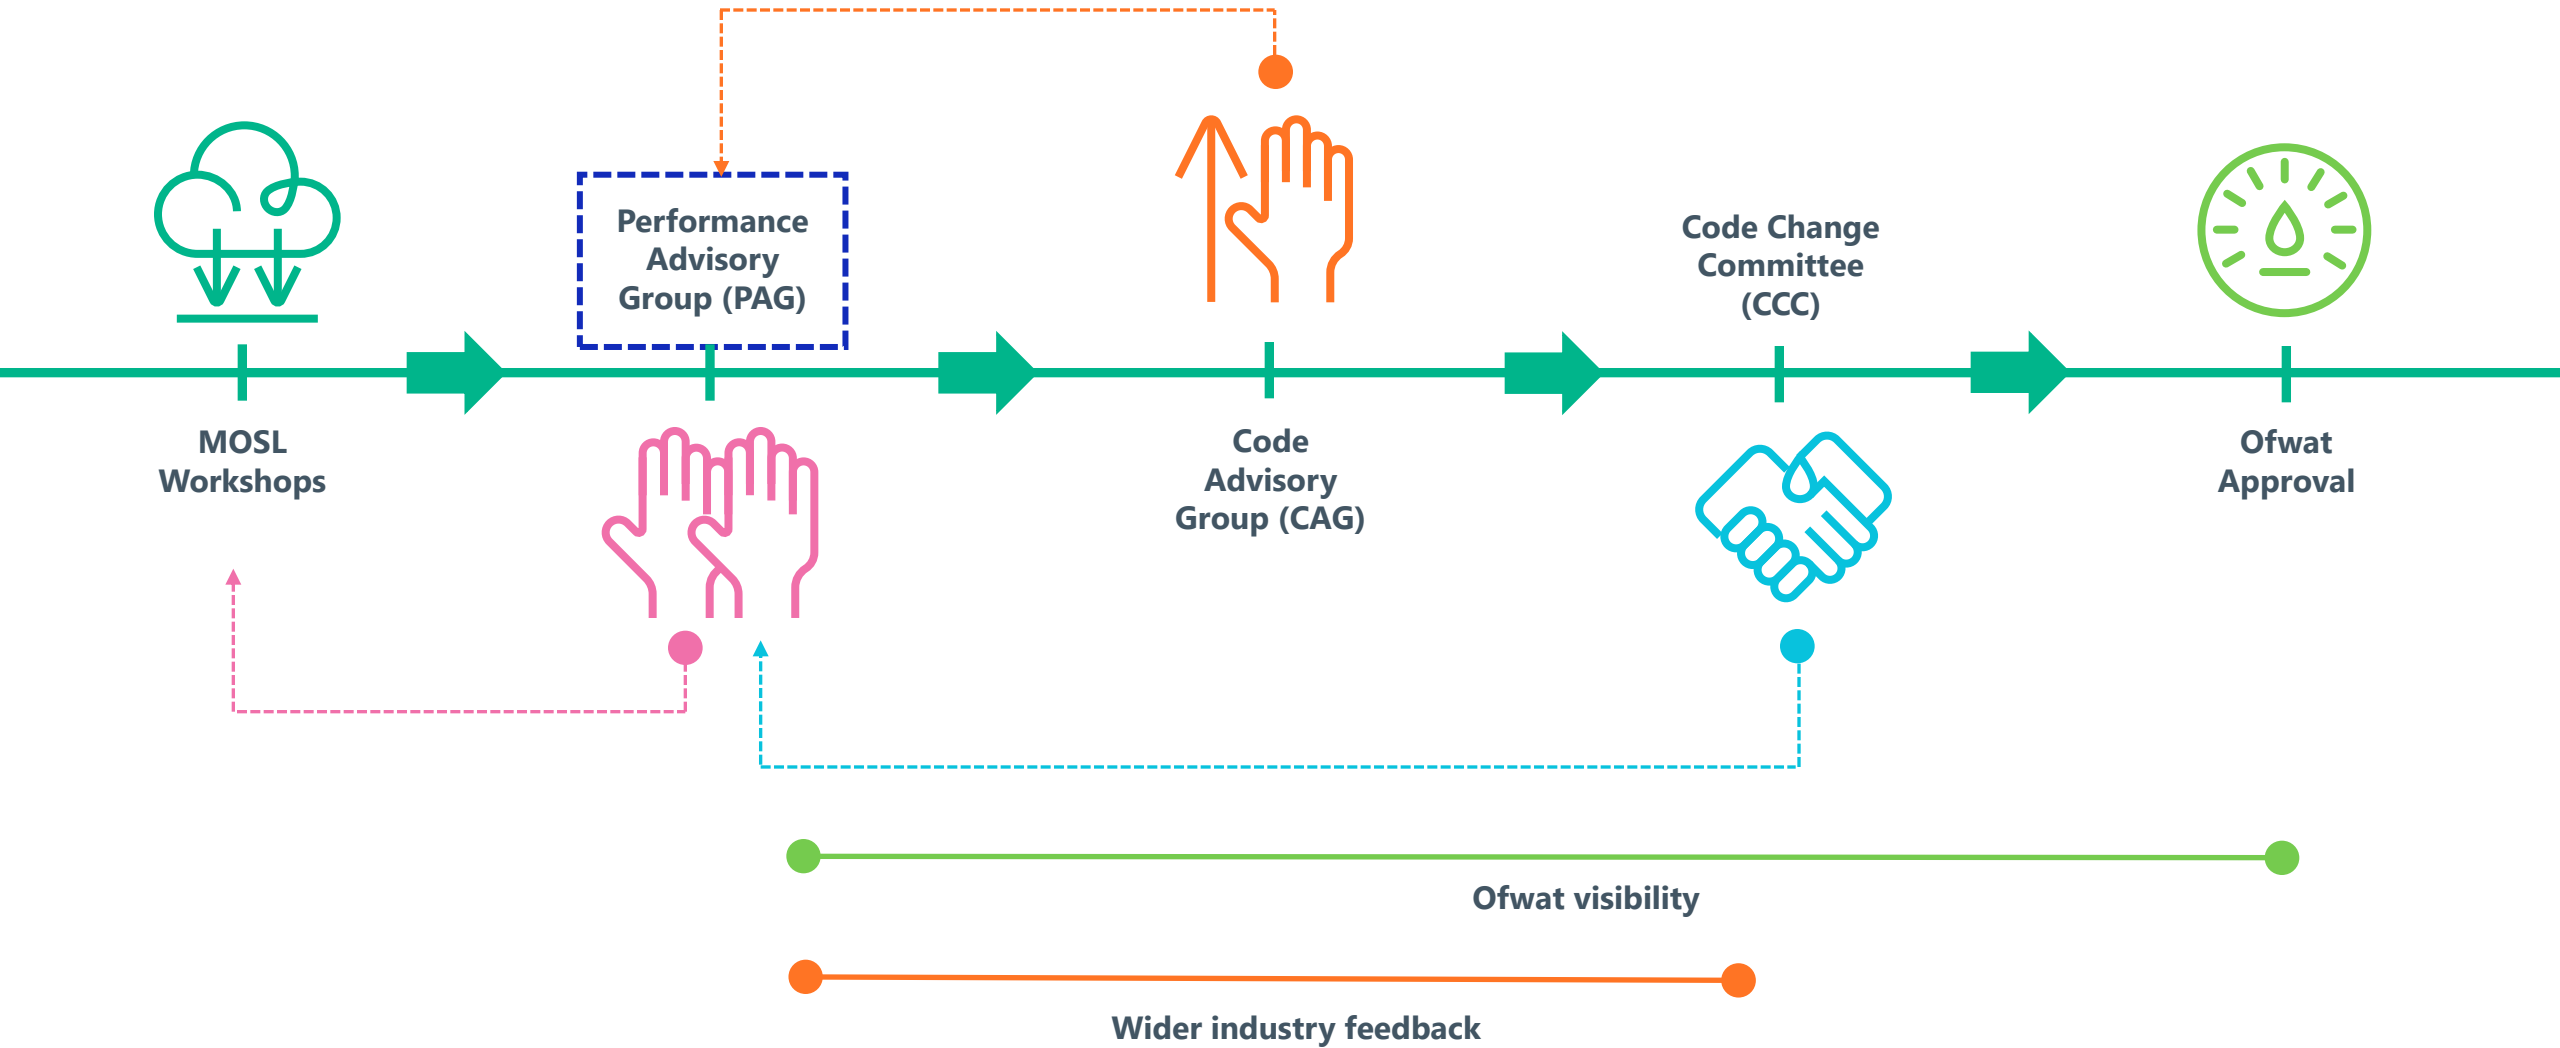 Performance
Advisory
Group (PAG)
Code Change
Committee
(CCC)
MOSL
Workshops
Code
Advisory
Group (CAG)
Ofwat
Approval
Ofwat visibility
Wider industry feedback